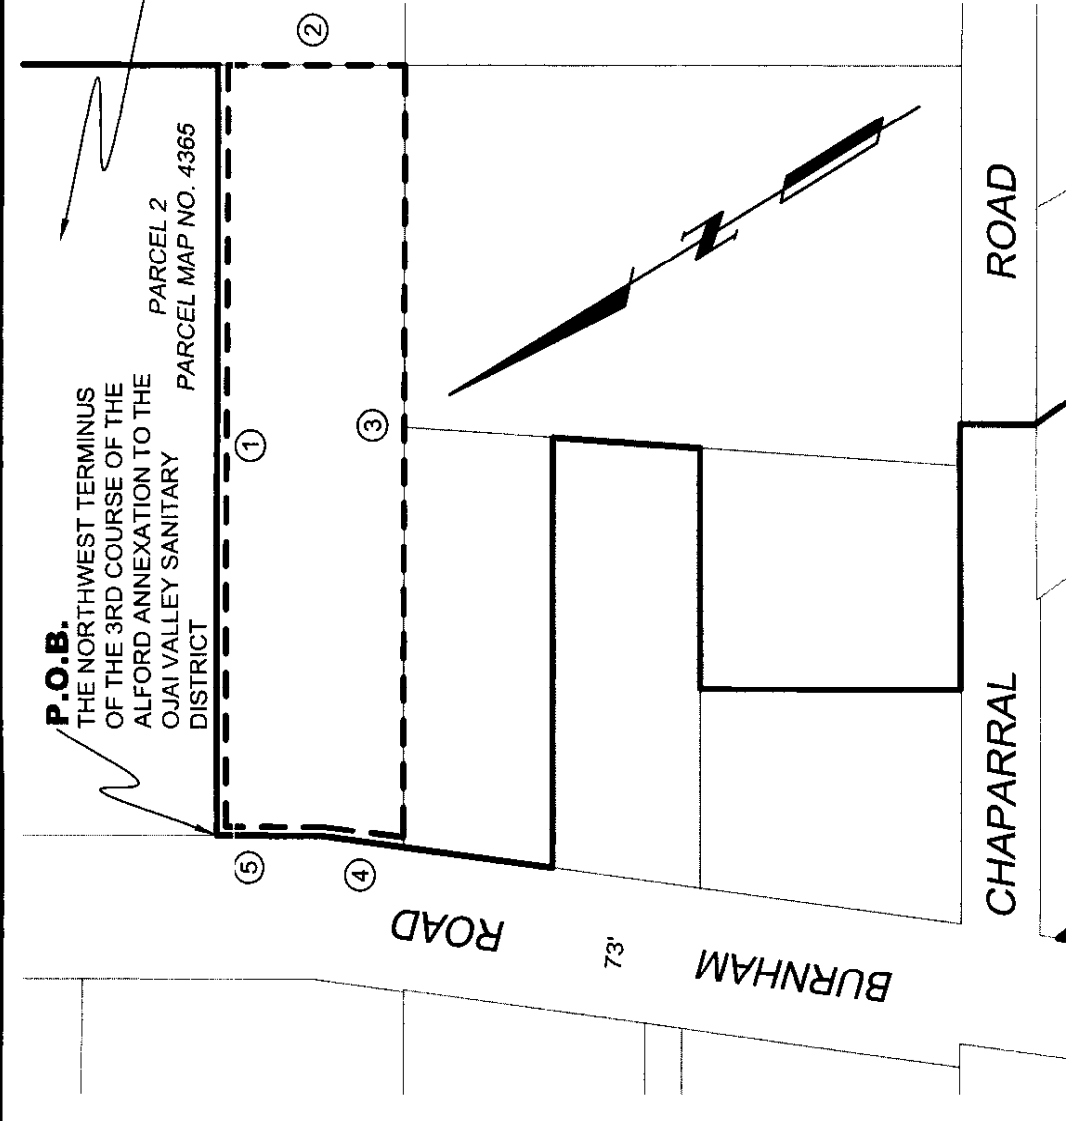 P.O.B.
THE NORTHWEST TERMINUS
OF THE 3RD COURSE OF THE
ALFORD ANNEXATION TO THE
OJAI VALLEY SANITARY
DISTRICT
PARCEL 2
PARCEL MAP NO. 4365
1
2
3
4
5
N
ROAD
73'
BURNHAM
CHAPARRAL
ROAD